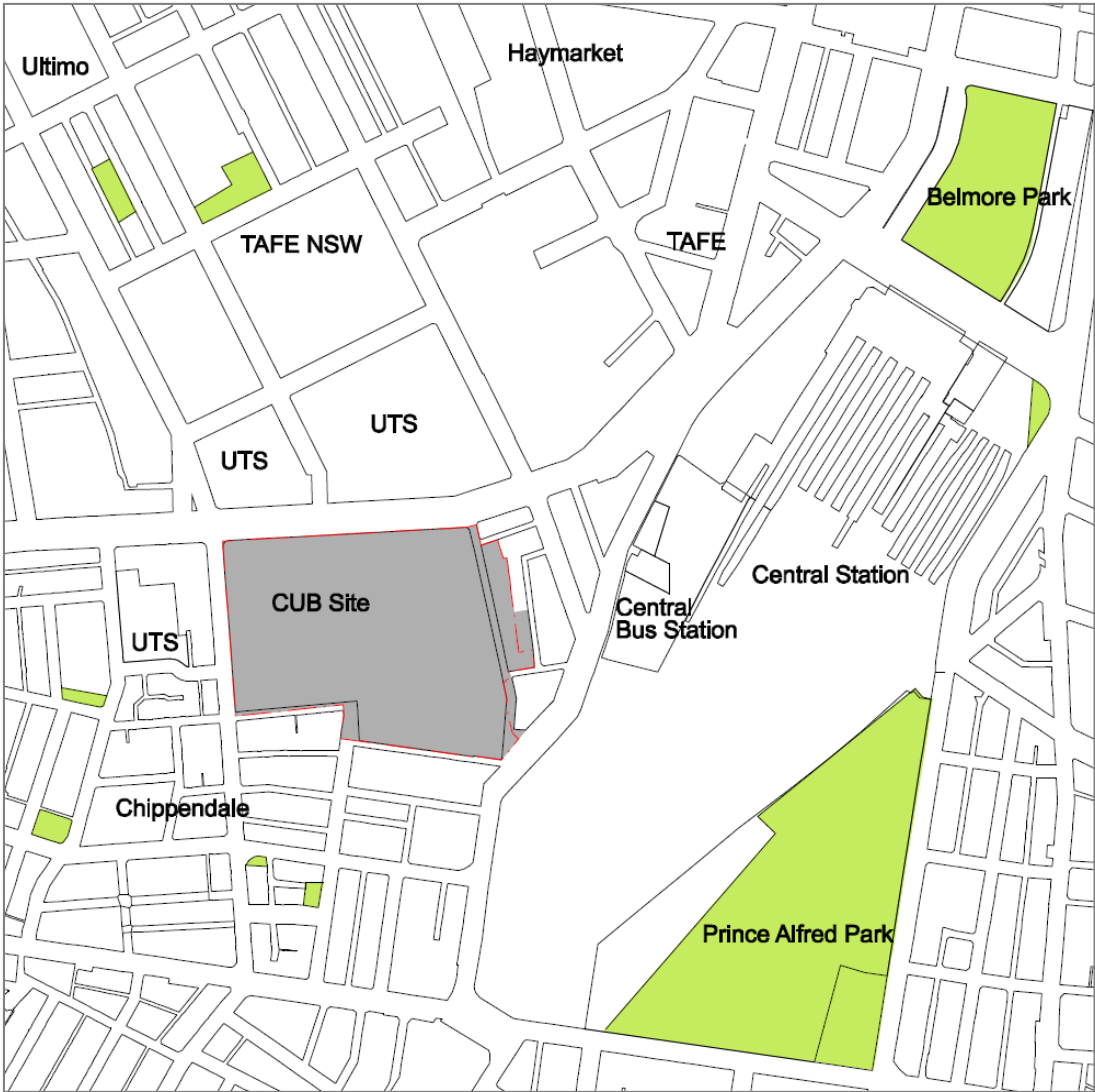 Haymarket
Ultimo
Belmore Park
TAFE NSW
TAFE
UTS
UTS
Central Station
CUB Site
Central
Bus Station
UTS
Chippendale
Prince Alfred Park